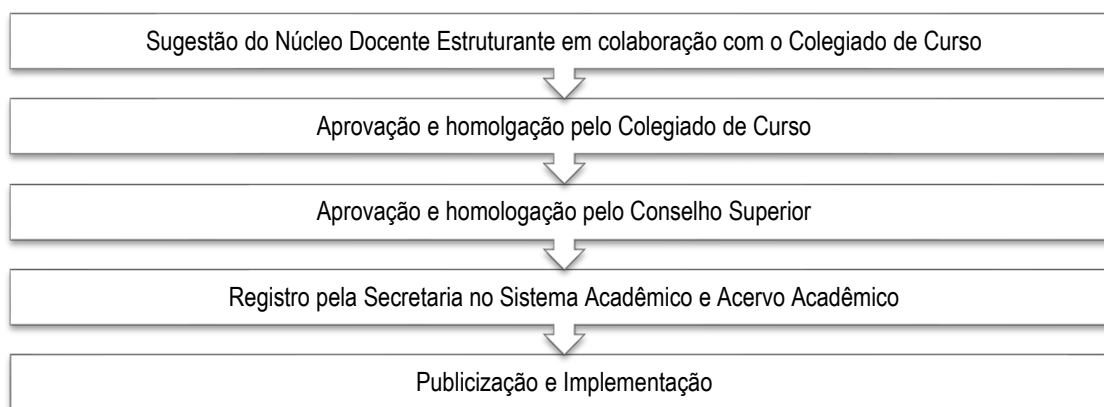 Sugestão do Núcleo Docente Estruturante em colaboração com o Colegiado de Curso
Aprovação e homolgação pelo Colegiado de Curso
Aprovação e homologação pelo Conselho Superior
Registro pela Secretaria no Sistema Acadêmico e Acervo Acadêmico
Publicização e Implementação